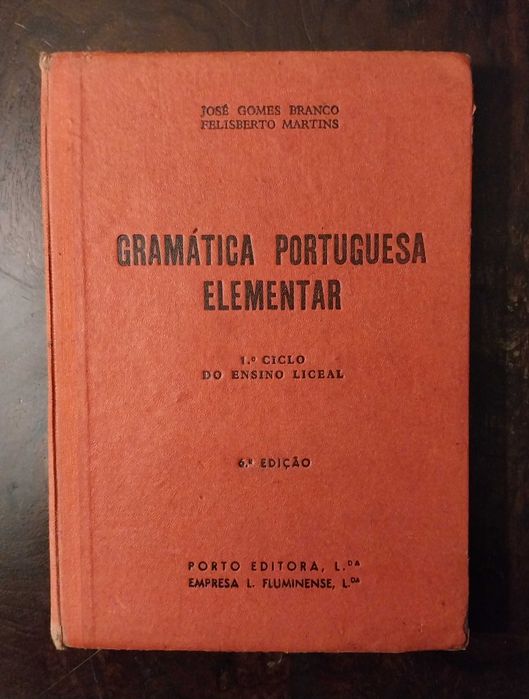 JOSÉ GOMES BRANCO
FELISBERTO MARTINS
GRAMÁTICA PORTUGUESA
ELEMENTAR
1.º CICLO
DO ENSINO LICEAL
6.ª EDIÇÃO
PORTO EDITORA, L.DA
EMPRESA L. FLUMINENSE, L.DA